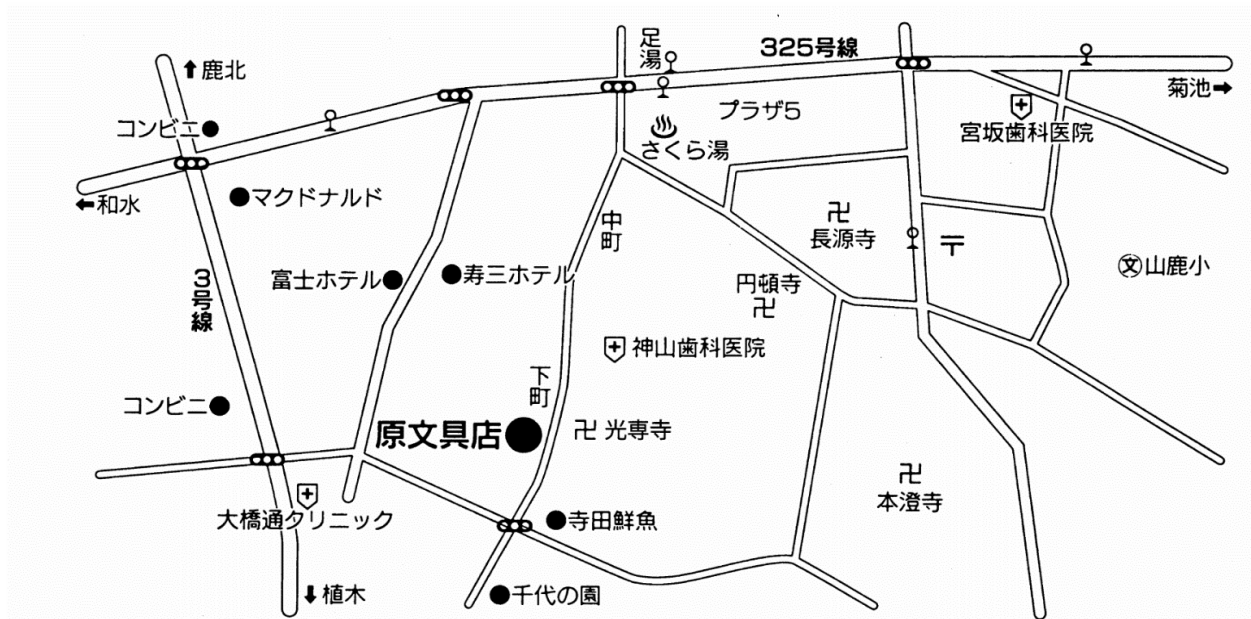 足湯
325号線
↑鹿北
菊池→
コンビニ
プラザ5
宮坂歯科医院
さくら湯
←和水
マクドナルド
中町
長源寺
〒
文 山鹿小
富士ホテル
寿三ホテル
円頓寺
3号線
神山歯科医院
下町
コンビニ
原文具店
光専寺
本澄寺
大橋通クリニック
寺田鮮魚
↓植木
千代の園